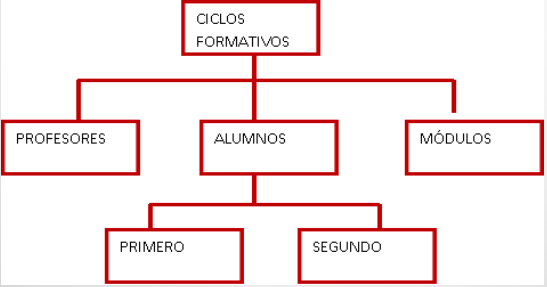 CICLOS
FORMATIVOS
PROFESORES
ALUMNOS
MÓDULOS
PRIMERO
SEGUNDO